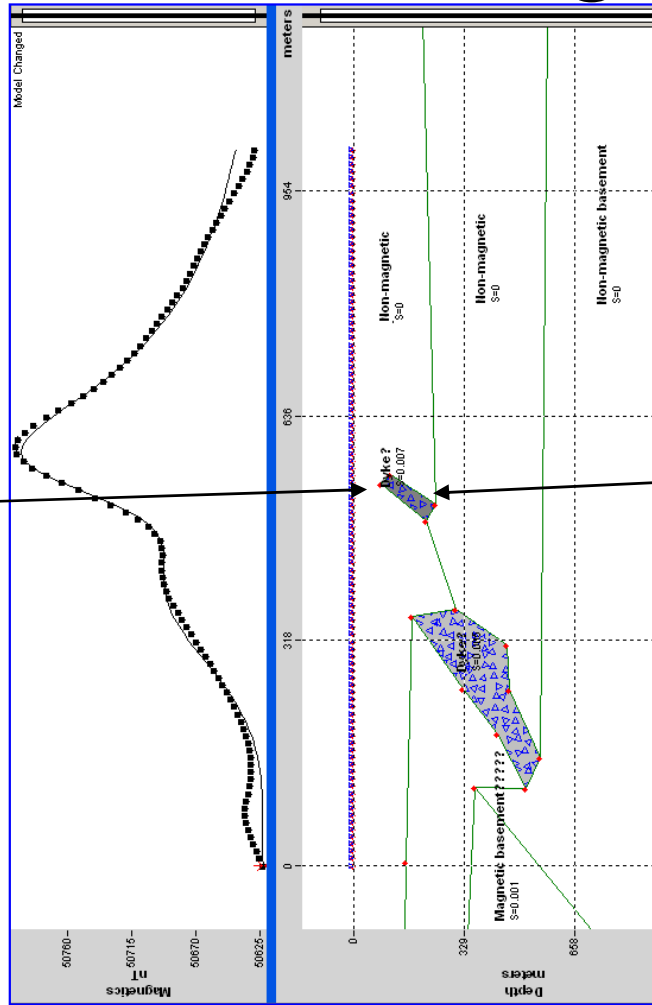 Model Changed
Magnetics
nT
50760
50715
50670
50625
0
318
636
954
meters
Depth
meters
0
329
658
Dyke?
S=0.007
Dyke?
Magnetic basement?????
S=0.001
Non-magnetic
S=0
Non-magnetic
S=0
Non-magnetic basement
S=0